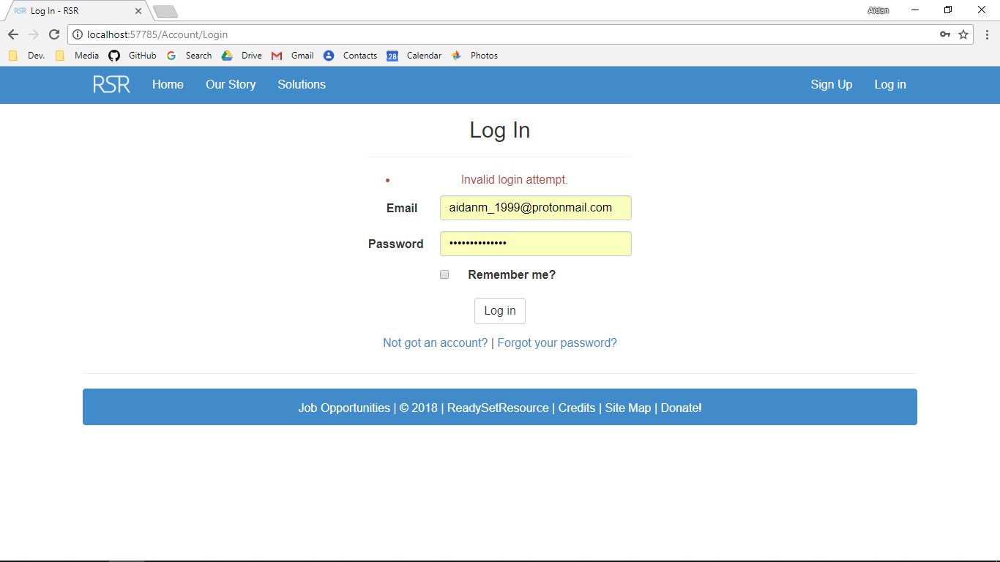 RSR Log In - RSR
Aidan
localhost:57785/Account/Login
Dev. Media GitHub Search Drive Gmail 28 Contacts Calendar Photos
RSR Home Our Story Solutions Sign Up Log in
Log In
• Invalid login attempt.
Email aidanm_1999@protonmail.com
Password ••••••••••••••
Remember me?
Log in
Not got an account? | Forgot your password?
Job Opportunities | © 2018 | ReadySetResource | Credits | Site Map | Donate!